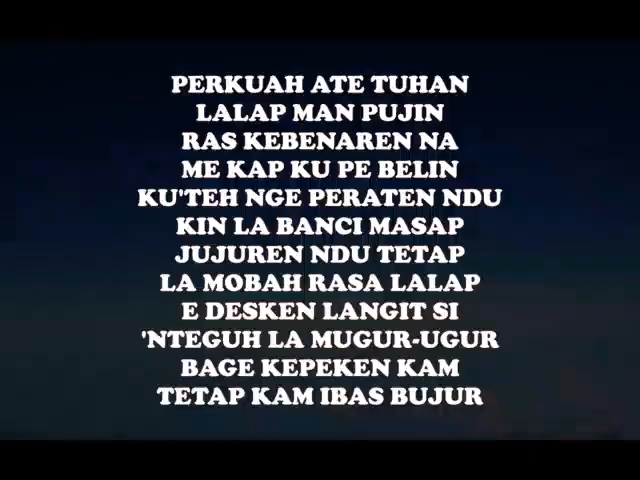 PERKUAH ATE TUHAN
LALAP MAN PUJIN
RAS KEBENAREN NA
ME KAP KU PE BELIN
KU'TEH NGE PERATEN NDU
KIN LA BANCI MASAP
JUJUREN NDU TETAP
LA MOBAH RASA LALAP
E DESKEN LANGIT SI
'NTEGUH LA MUGUR-UGUR
BAGE KEPEKEN KAM
TETAP KAM IBAS BUJUR